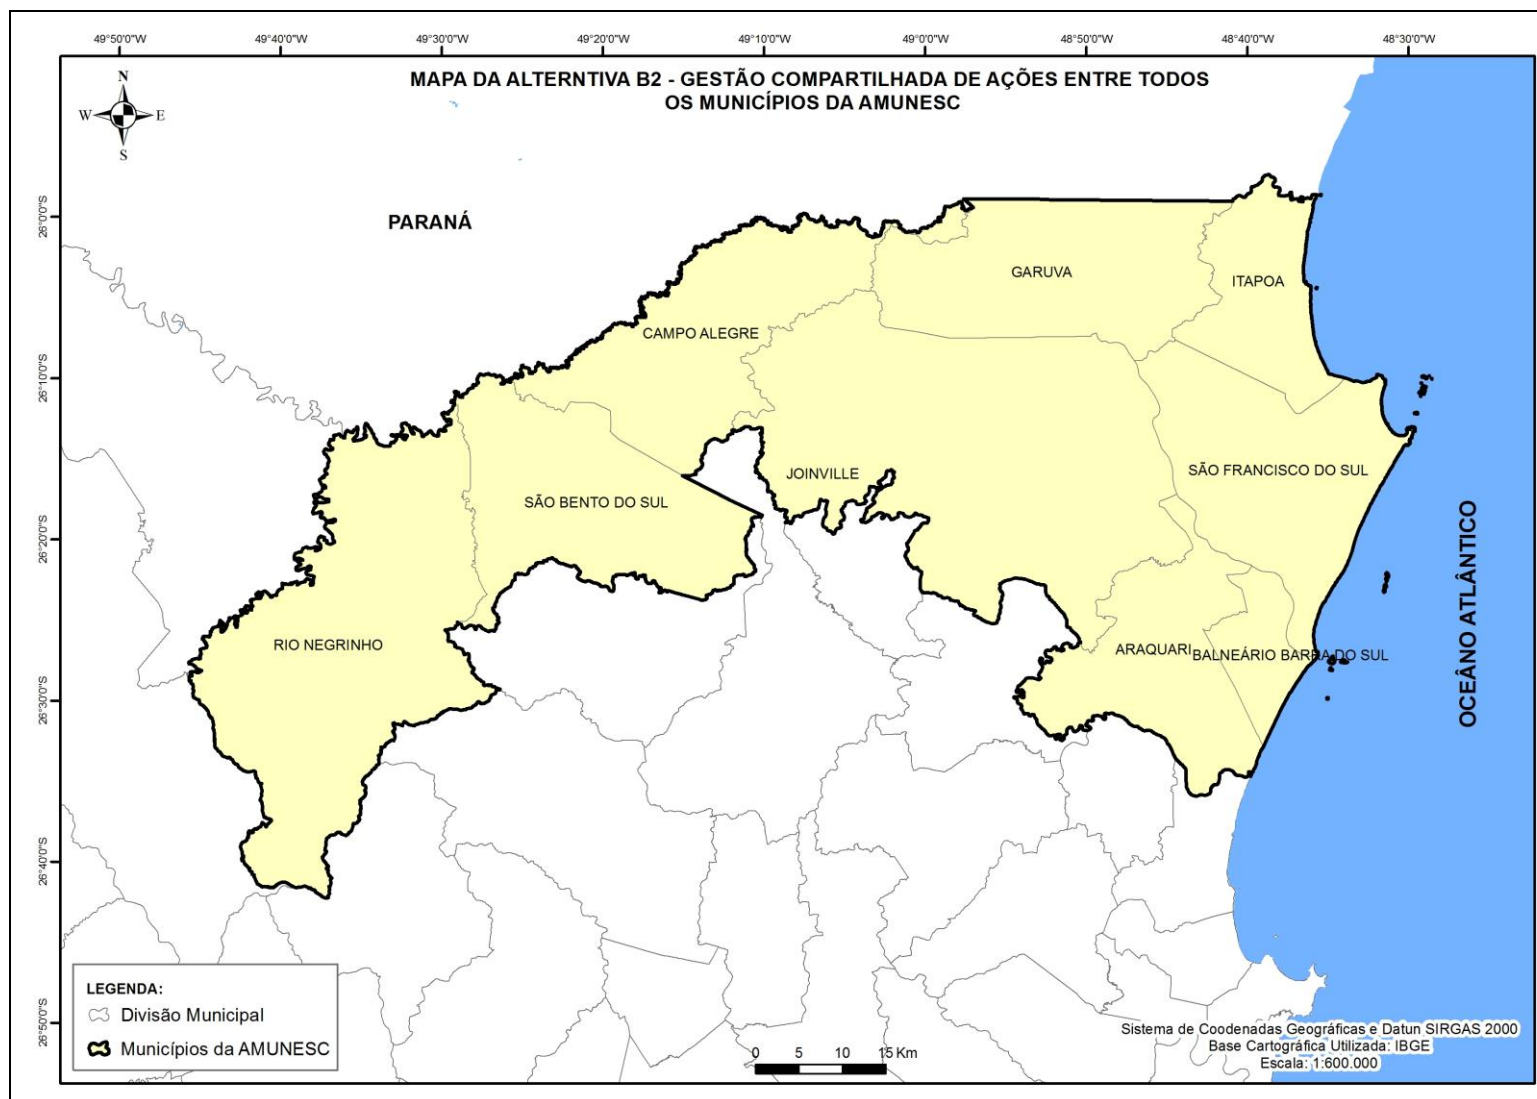 49°50'0"W 49°40'0"W 49°30'0"W 49°20'0"W 49°10'0"W 49°0'0"W 48°50'0"W 48°40'0"W 48°30'0"W
MAPA DA ALTERNTIVA B2 - GESTÃO COMPARTILHADA DE AÇÕES ENTRE TODOS
OS MUNICÍPIOS DA AMUNESC
N
W E
S
26°0'0"S
PARANÁ
GARUVA
ITAPOA
CAMPO ALEGRE
26°10'0"S
SÃO FRANCISCO DO SUL
JOINVILLE
SÃO BENTO DO SUL
26°20'0"S
OCEÂNO ATLÂNTICO
RIO NEGRINHO
ARAQUARI
BALNEÁRIO BARRA DO SUL
26°30'0"S
26°40'0"S
LEGENDA:
Divisão Municipal
Municípios da AMUNESC
26°50'0"S
0 5 10 15 Km
Sistema de Coodenadas Geográficas e Datun SIRGAS 2000
Base Cartográfica Utilizada: IBGE
Escala: 1:600.000